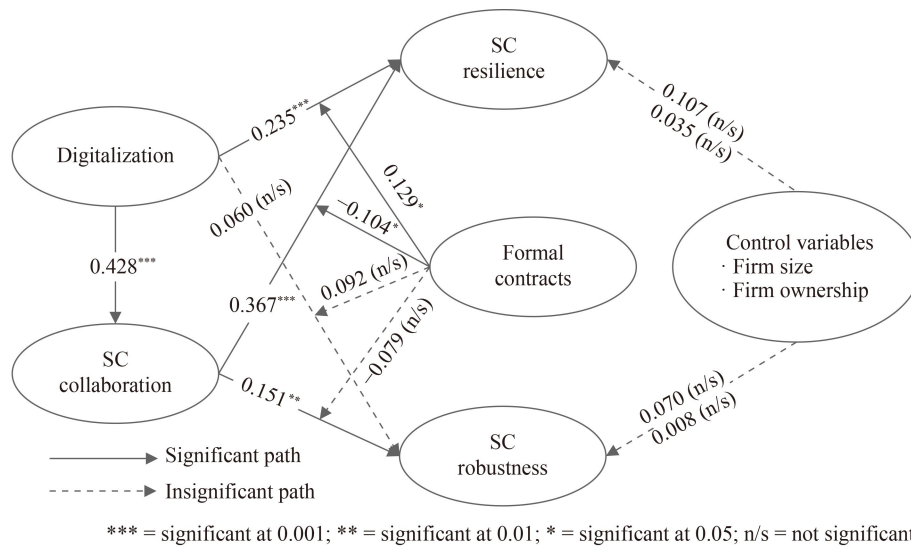 SC
resilience
0.235***
0.107 (n/s)
0.035 (n/s)
Digitalization
0.060 (n/s)
0.129*
−0.104*
Formal
contracts
Control variables
· Firm size
· Firm ownership
0.428***
0.092 (n/s)
0.367***
−0.079 (n/s)
SC
collaboration
0.151**
0.070 (n/s)
0.008 (n/s)
SC
robustness
Significant path
Insignificant path
*** = significant at 0.001; ** = significant at 0.01; * = significant at 0.05; n/s = not significant